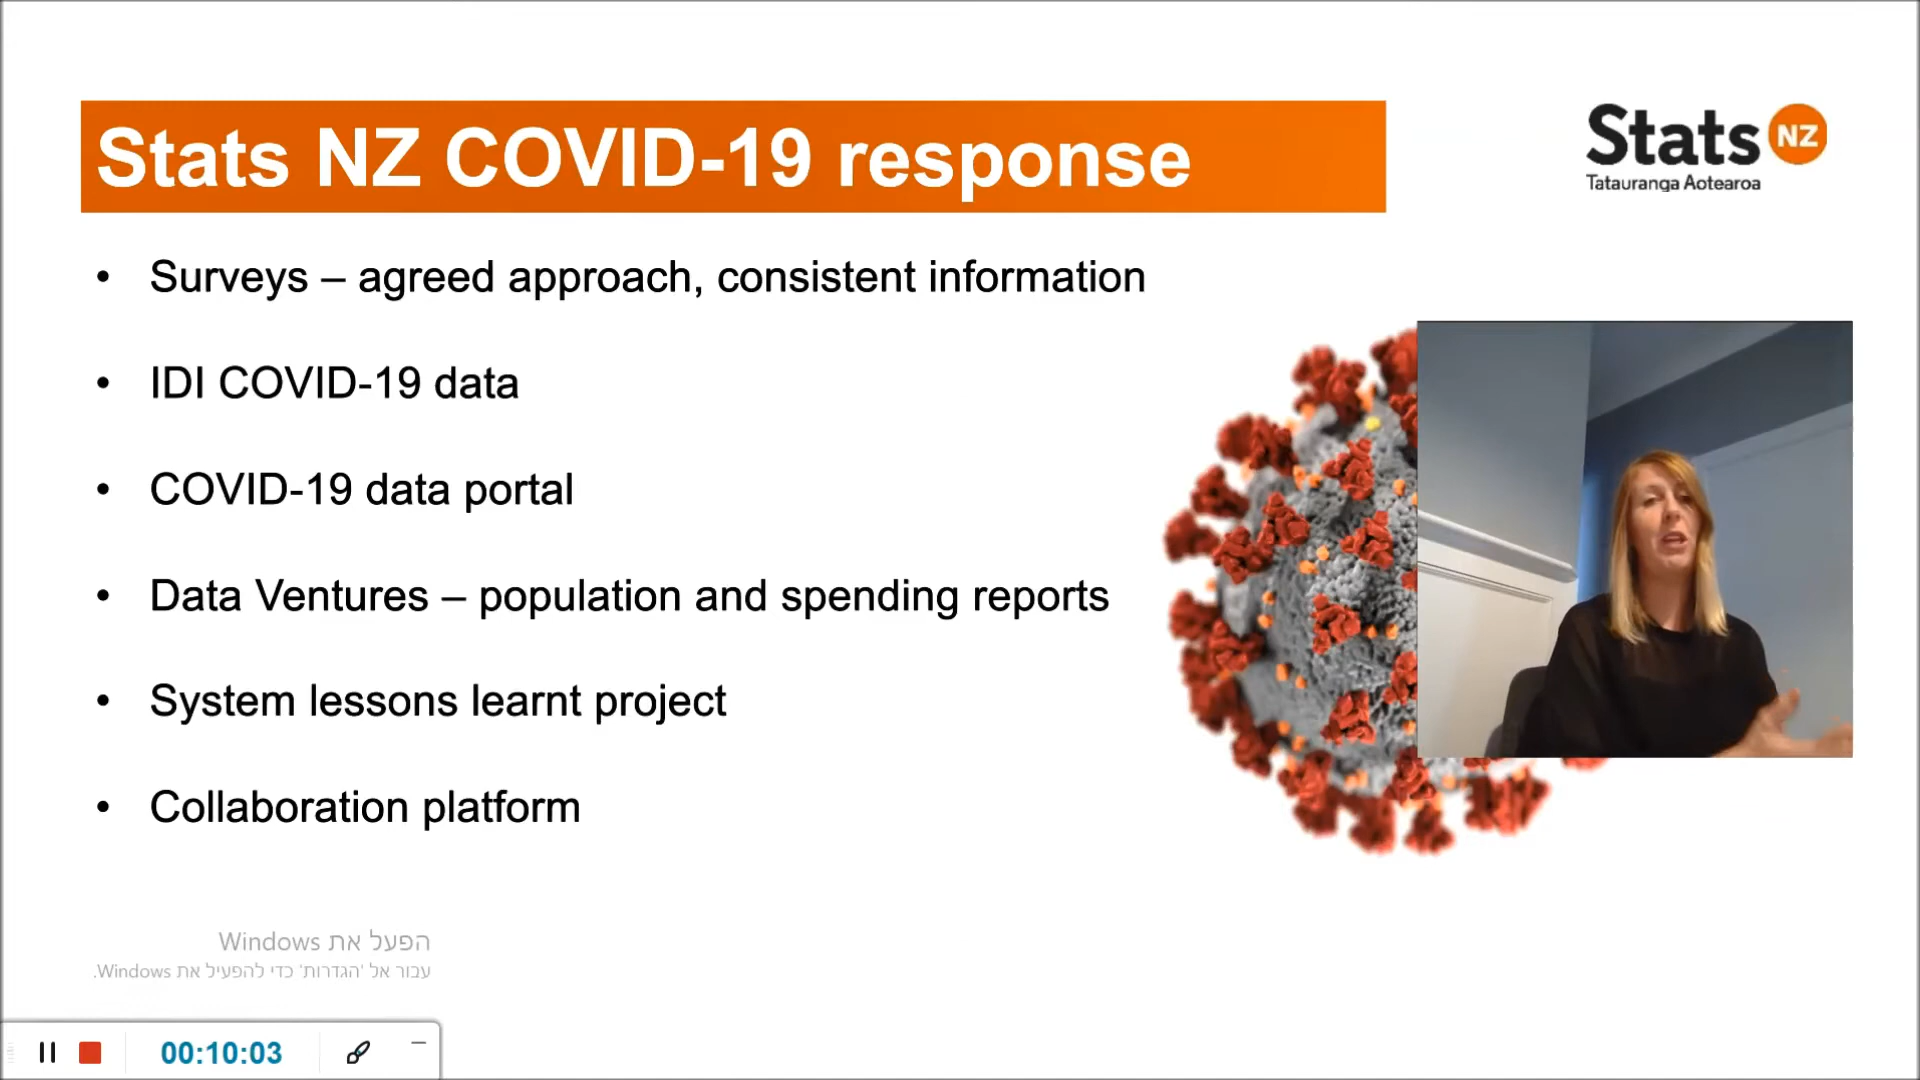 Stats NZ COVID-19 response
Stats NZ
Tatauranga Aotearoa
• Surveys – agreed approach, consistent information
• IDI COVID-19 data
• COVID-19 data portal
• Data Ventures – population and spending reports
• System lessons learnt project
• Collaboration platform
הפעל את Windows
עבור אל 'הגדרות' כדי להפעיל את Windows.
00:10:03